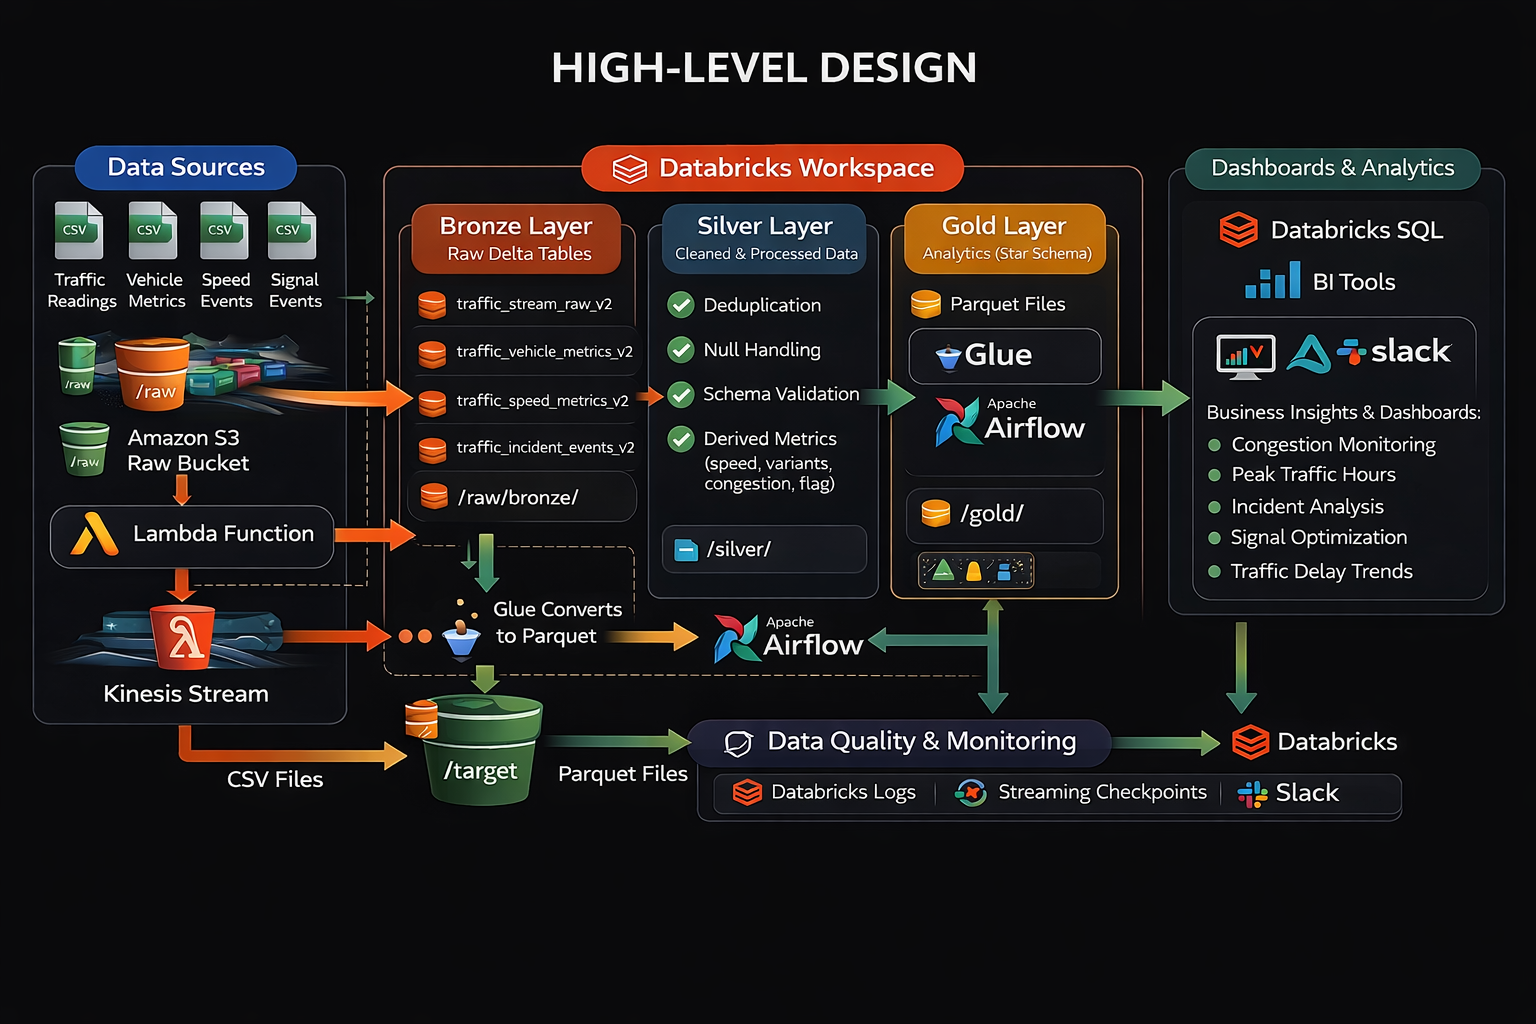 HIGH-LEVEL DESIGN
Data Sources
CSV
CSV
CSV
CSV
Traffic
Readings
Vehicle
Metrics
Speed
Events
Signal
Events
/raw
/raw
/raw
Amazon S3
Raw Bucket
Lambda Function
Kinesis Stream
CSV Files
Databricks Workspace
Bronze Layer
Raw Delta Tables
traffic_stream_raw_v2
traffic_vehicle_metrics_v2
traffic_speed_metrics_v2
traffic_incident_events_v2
/raw/bronze/
Silver Layer
Cleaned & Processed Data
Deduplication
Null Handling
Schema Validation
Derived Metrics
(speed, variants,
congestion, flag)
/silver/
Gold Layer
Analytics (Star Schema)
Parquet Files
Glue
Apache
Airflow
/gold/
Glue Converts
to Parquet
Apache
Airflow
/target
Parquet Files
Dashboards & Analytics
Databricks SQL
BI Tools
slack
Business Insights & Dashboards:
Congestion Monitoring
Peak Traffic Hours
Incident Analysis
Signal Optimization
Traffic Delay Trends
Data Quality & Monitoring
Databricks
Databricks Logs
Streaming Checkpoints
Slack